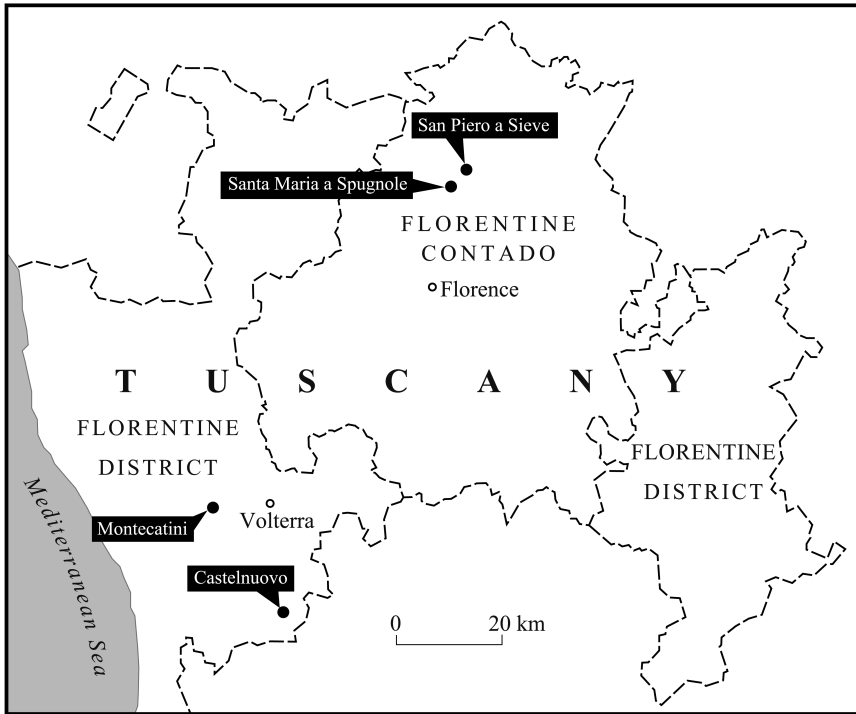 San Piero a Sieve
Santa Maria a Spugnole
FLORENTINE
CONTADO
Florence
TUSCANY
FLORENTINE
DISTRICT
FLORENTINE
DISTRICT
Mediterranean Sea
Volterra
Montecatini
Castelnuovo
0 20 km